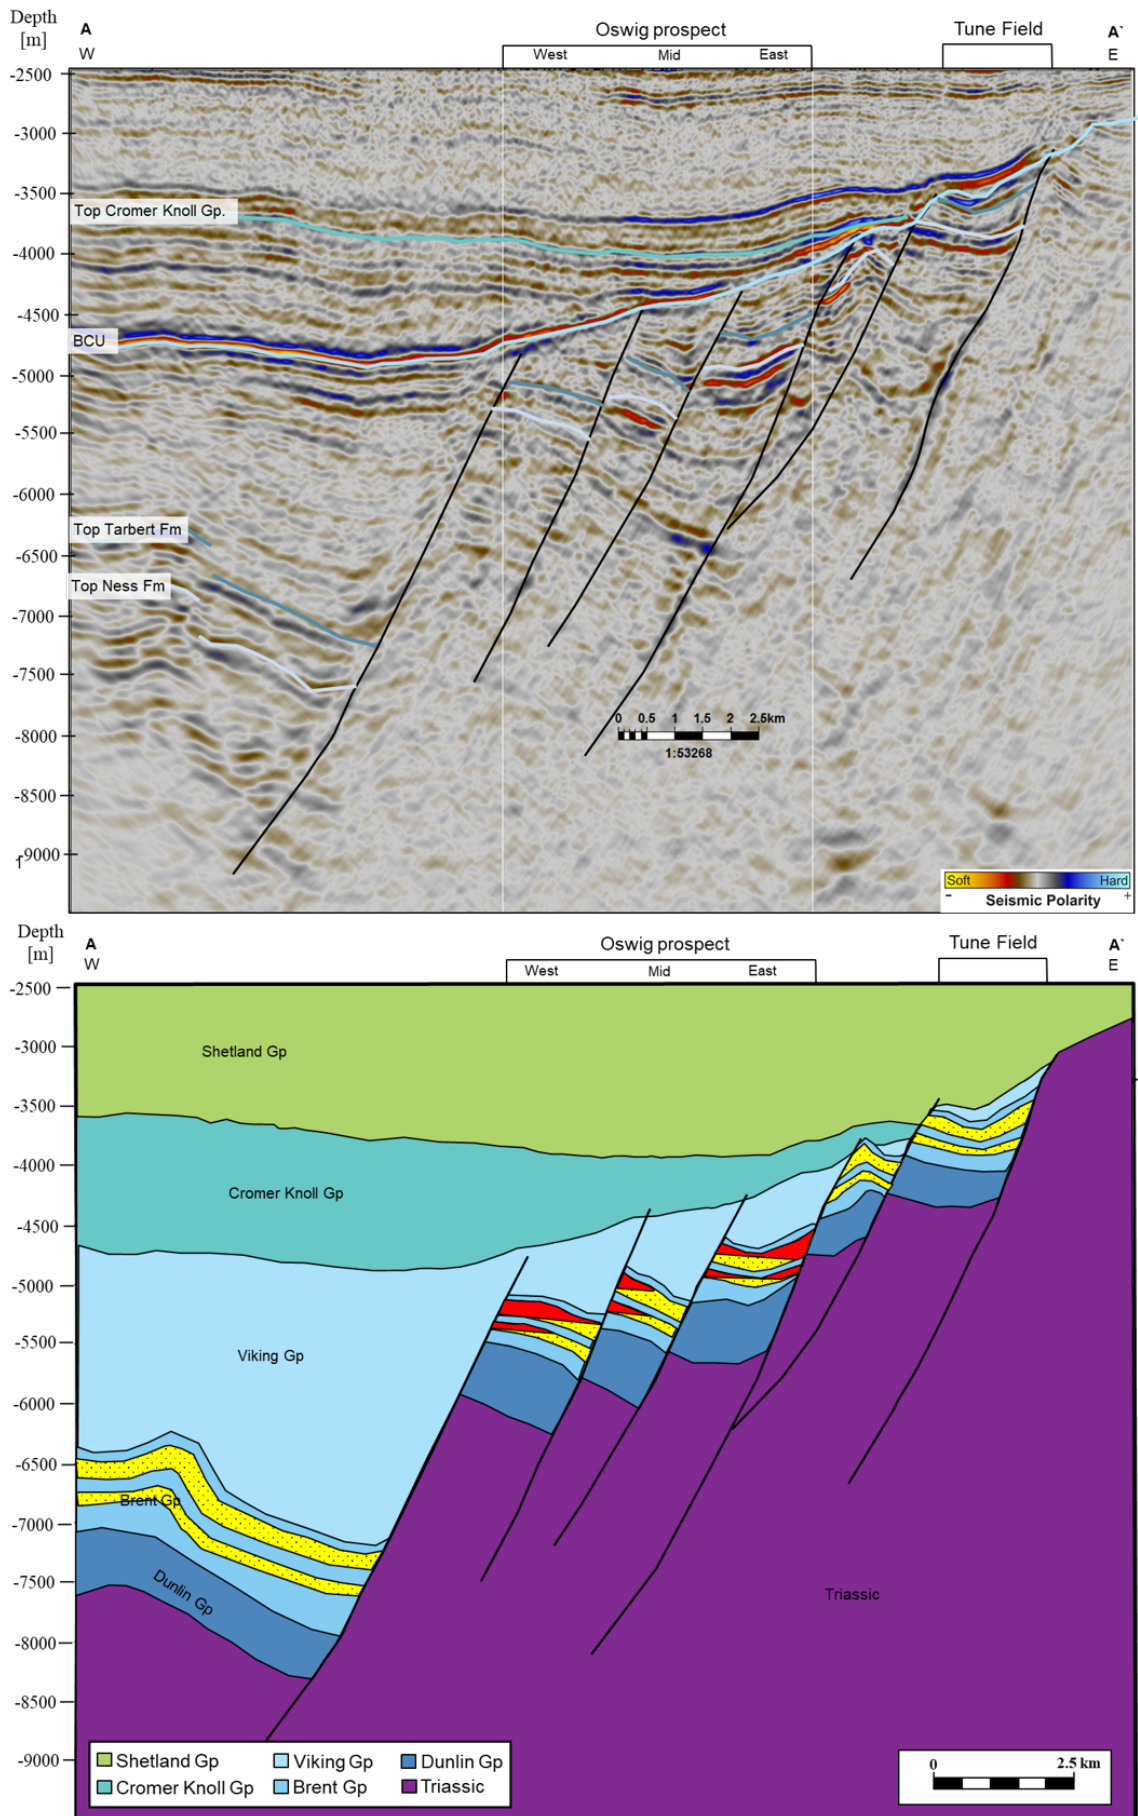 Depth
[m]
A
W
Oswig prospect
West Mid East
Tune Field
A`
E
-2500
-3000
-3500
Top Cromer Knoll Gp.
-4000
-4500
BCU
-5000
-5500
-6000
Top Tarbert Fm
-6500
Top Ness Fm
-7000
-7500
-8000
0 0.5 1 1.5 2 2.5km
1:53268
-8500
-9000
Soft Hard
- +
Seismic Polarity
Depth
[m]
A
W
Oswig prospect
West Mid East
Tune Field
A`
E
-2500
-3000
Shetland Gp
-3500
-4000
Cromer Knoll Gp
-4500
-5000
-5500
Viking Gp
-6000
-6500
Brent Gp
-7000
-7500
Dunlin Gp
Triassic
-8000
-8500
-9000
Shetland Gp Viking Gp Dunlin Gp
Cromer Knoll Gp Brent Gp Triassic
0 2.5 km